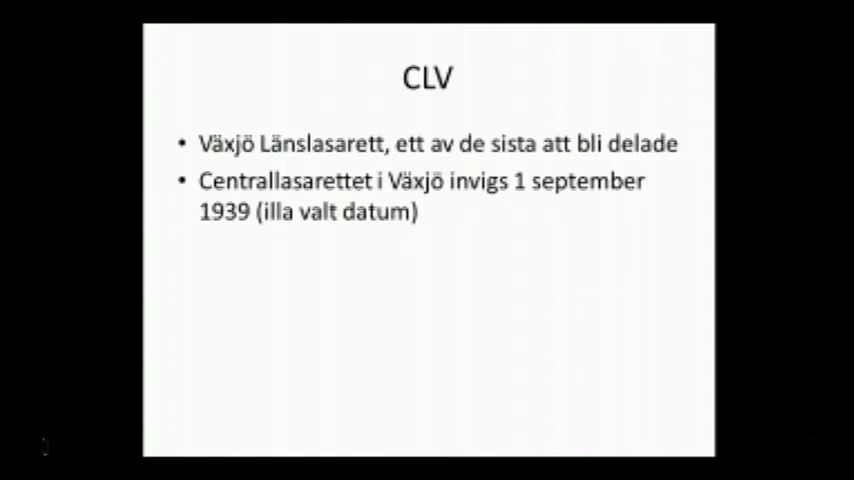 CLV
• Växjö Länslasarett, ett av de sista att bli delade
• Centrallasarettet i Växjö invigs 1 september
1939 (illa valt datum)